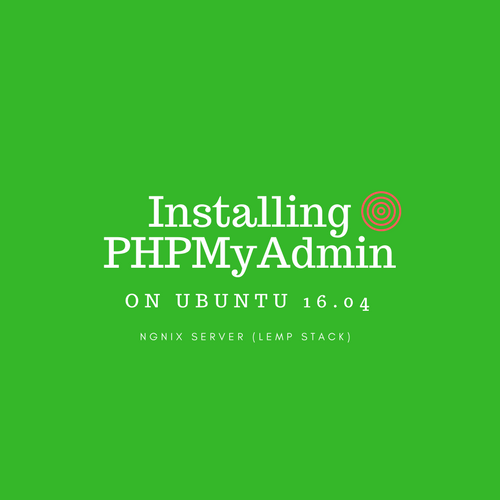 Installing
PHPMyAdmin
ON UBUNTU 16.04
NGNIX SERVER (LEMP STACK)